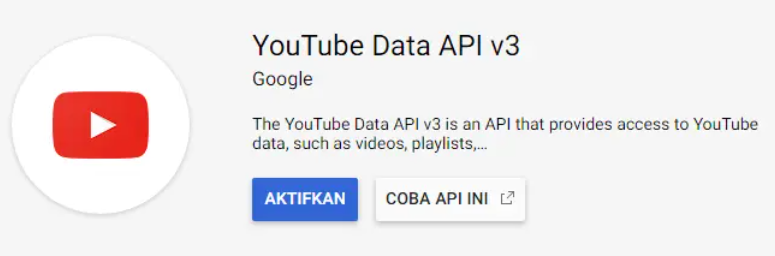 YouTube Data API v3
Google
The YouTube Data API v3 is an API that provides access to YouTube
data, such as videos, playlists,...
AKTIFKAN
COBA API INI